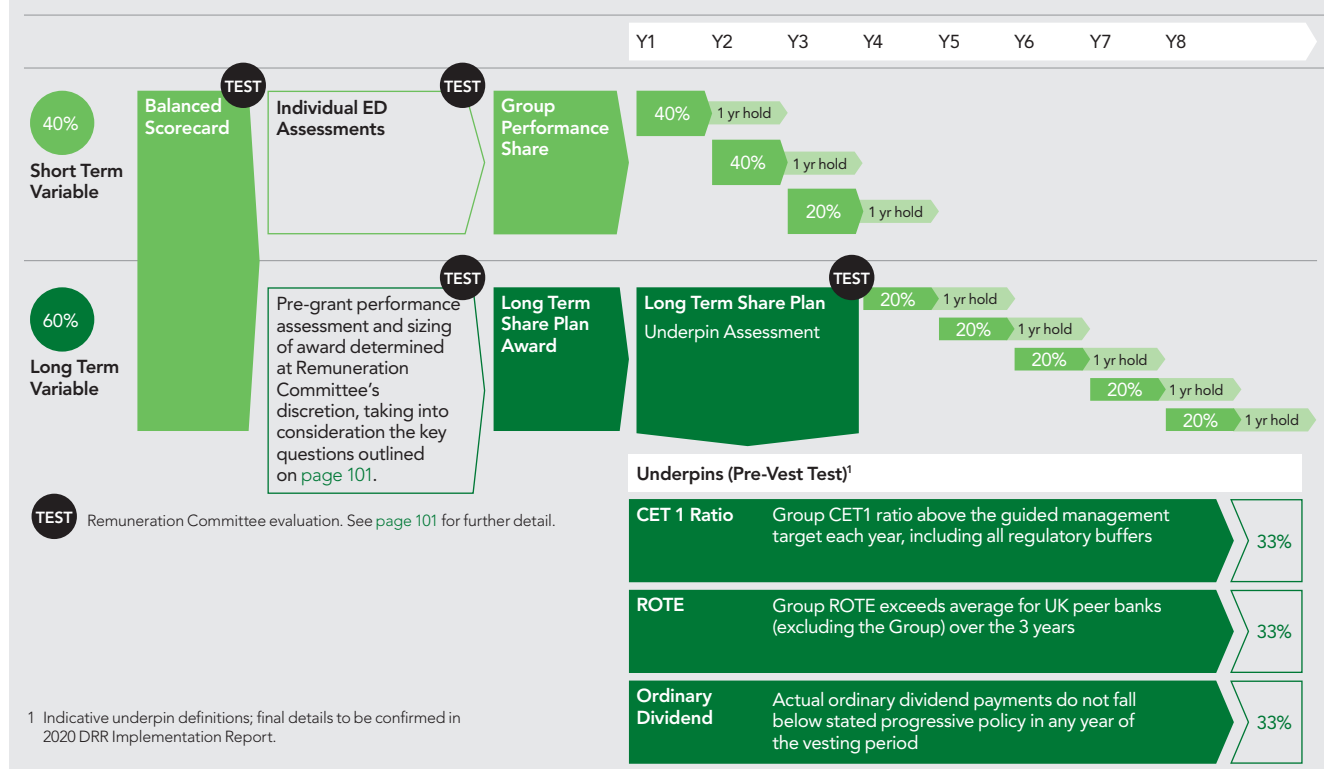 Y1 Y2 Y3 Y4 Y5 Y6 Y7 Y8
40%
Short Term
Variable
Balanced
Scorecard
TEST
Individual ED
Assessments
TEST
Group
Performance
Share
40% 1 yr hold
40% 1 yr hold
20% 1 yr hold
60%
Long Term
Variable
Pre-grant performance
assessment and sizing
of award determined
at Remuneration
Committee's
discretion, taking into
consideration the key
questions outlined
on page 101.
TEST
Long Term
Share Plan
Award
Long Term Share Plan
Underpin Assessment
TEST
20% 1 yr hold
20% 1 yr hold
20% 1 yr hold
20% 1 yr hold
20% 1 yr hold
TEST Remuneration Committee evaluation. See page 101 for further detail.
Underpins (Pre-Vest Test)1
CET 1 Ratio
Group CET1 ratio above the guided management
target each year, including all regulatory buffers
33%
ROTE
Group ROTE exceeds average for UK peer banks
(excluding the Group) over the 3 years
33%
Ordinary
Dividend
Actual ordinary dividend payments do not fall
below stated progressive policy in any year of
the vesting period
33%
1 Indicative underpin definitions; final details to be confirmed in
2020 DRR Implementation Report.